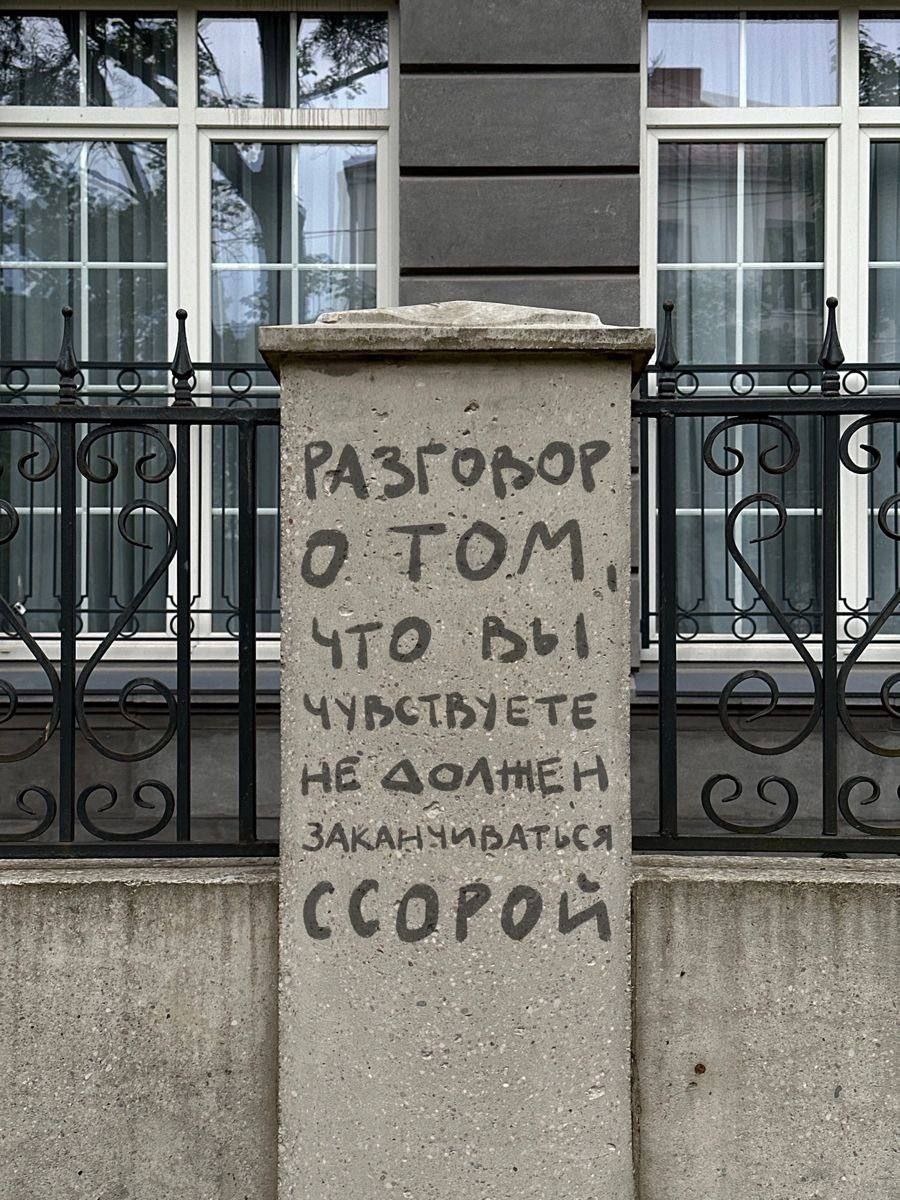 РАЗГОВОР
О ТОМ,
ЧТО ВЫ
ЧУВСТВУЕТЕ
НЕ ДОЛЖЕН
ЗАКАНЧИВАТЬСЯ
ССОРОЙ